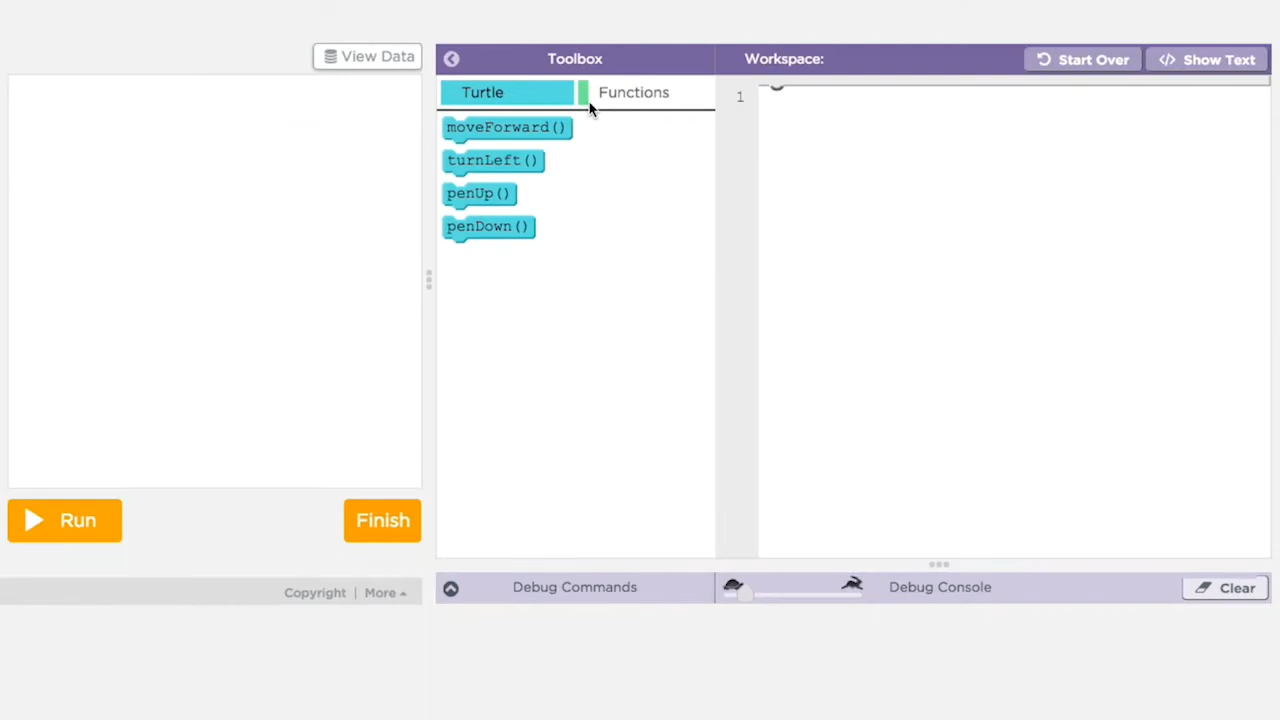 View Data
Toolbox
Workspace:
Start Over
Show Text
Turtle
Functions
1
moveForward()
turnLeft()
penUp()
penDown()
Run
Finish
Copyright | More
Debug Commands
Debug Console
Clear